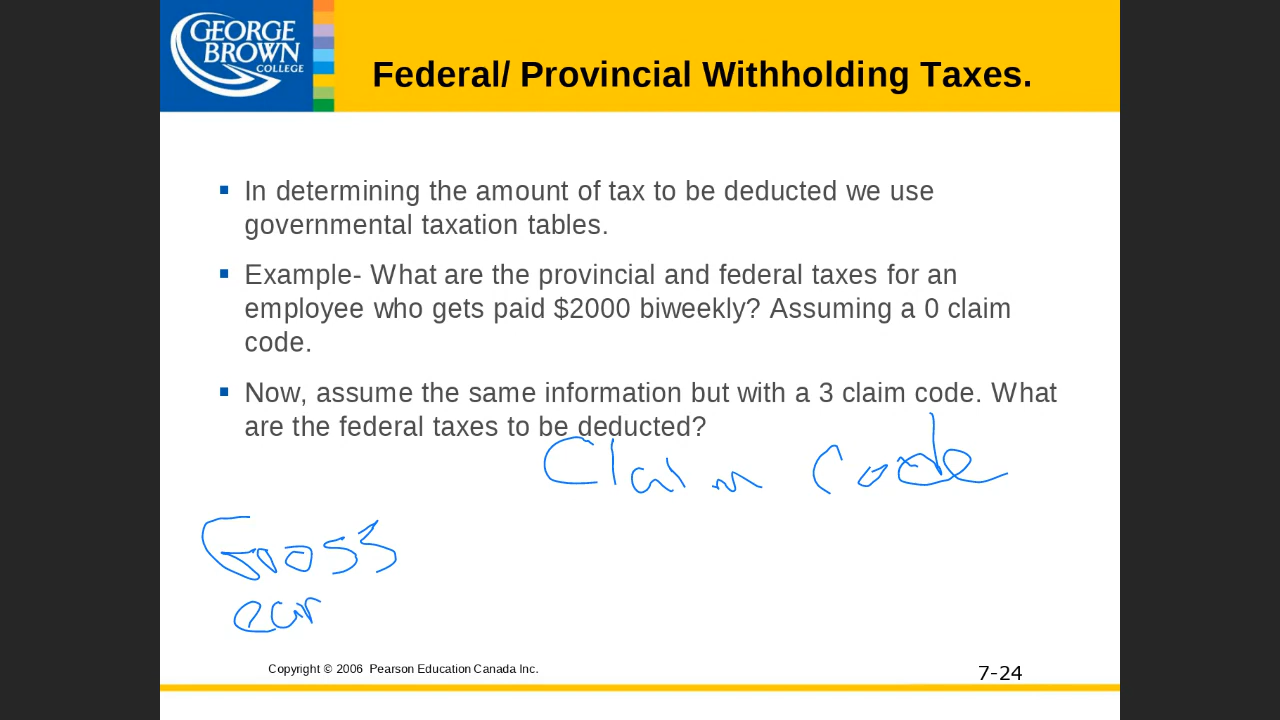 GEORGE
BROWN
COLLEGE
Federal/ Provincial Withholding Taxes.
In determining the amount of tax to be deducted we use
governmental taxation tables.
Example- What are the provincial and federal taxes for an
employee who gets paid $2000 biweekly? Assuming a 0 claim
code.
Now, assume the same information but with a 3 claim code. What
are the federal taxes to be deducted?
Claim code
Gross
ear
Copyright © 2006 Pearson Education Canada Inc.
7-24